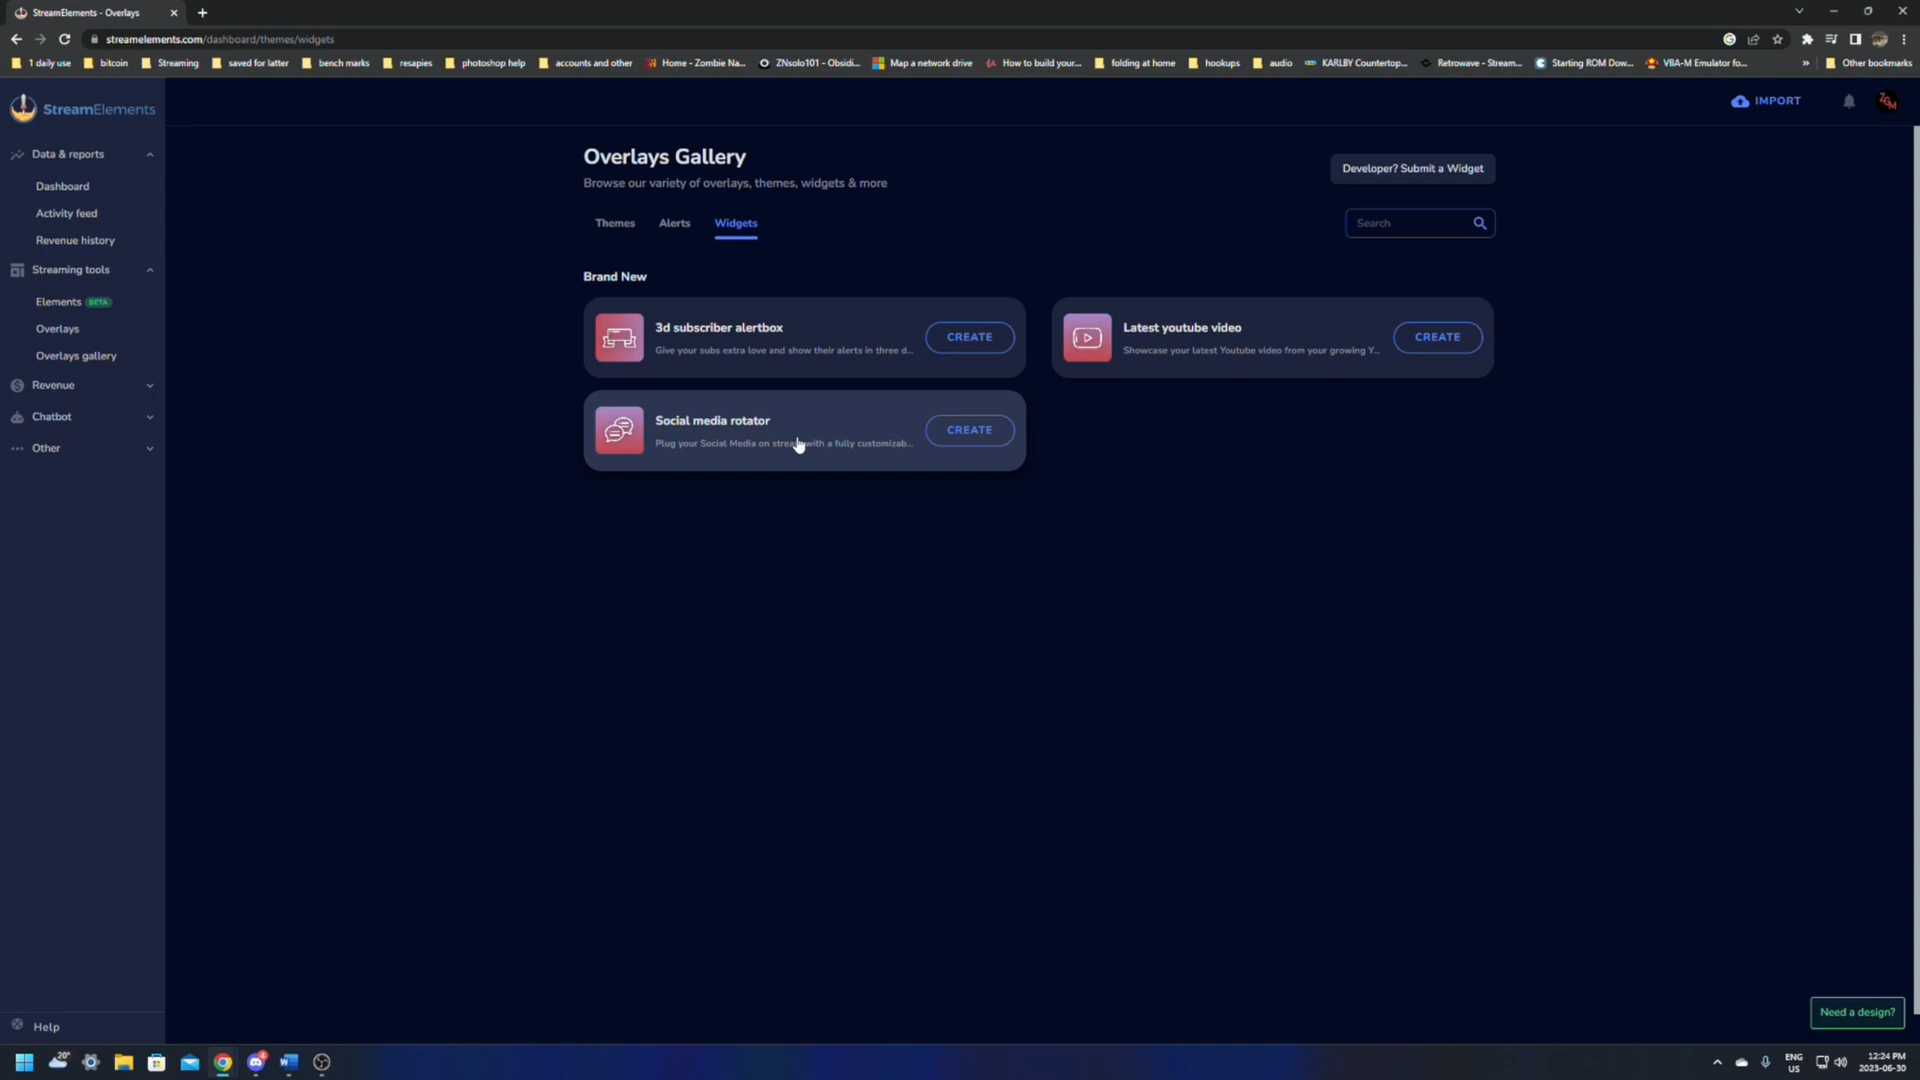 StreamElements - Overlays
streamelements.com/dashboard/themes/widgets
1 daily use
bitcoin
Streaming
saved for latter
bench marks
resapies
photoshop help
accounts and other
Home - Zombie Na...
ZNsolo101 - Obsidi...
Map a network drive
How to build your...
folding at home
hookups
audio
KARLBY Countertop...
Retrowave - Stream...
Starting ROM Dow...
VBA-M Emulator fo...
»
Other bookmarks
StreamElements
IMPORT
ZGM
Data & reports
Dashboard
Activity feed
Revenue history
Streaming tools
Elements BETA
Overlays
Overlays gallery
Revenue
Chatbot
Other
Help
Overlays Gallery
Browse our variety of overlays, themes, widgets & more
Developer? Submit a Widget
Themes
Alerts
Widgets
Search
Brand New
3d subscriber alertbox
Give your subs extra love and show their alerts in three d...
CREATE
Latest youtube video
Showcase your latest Youtube video from your growing Y...
CREATE
Social media rotator
Plug your Social Media on with a fully customizab...
CREATE
Need a design?
20°
4
ENG
US
12:24 PM
2023-06-30